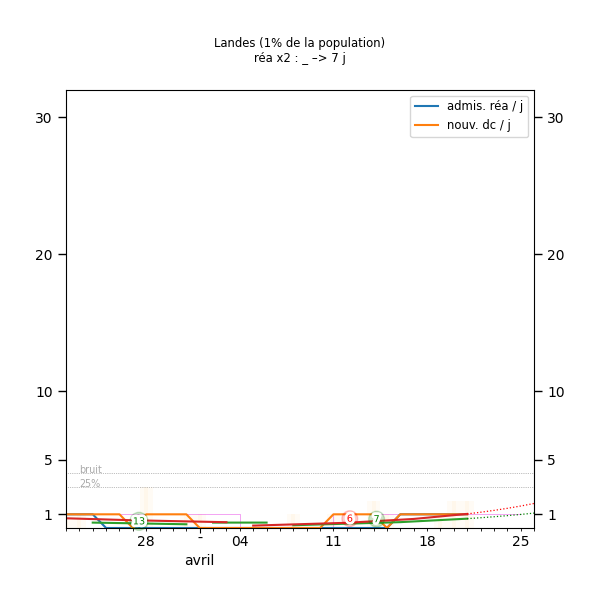 Landes (1% de la population)
réa x2 : _ –> 7 j
admis. réa / j
nouv. dc / j
30 30
20 20
10 10
5 5
bruit
25%
1 13 6 7 1
28 - 04 11 18 25
avril